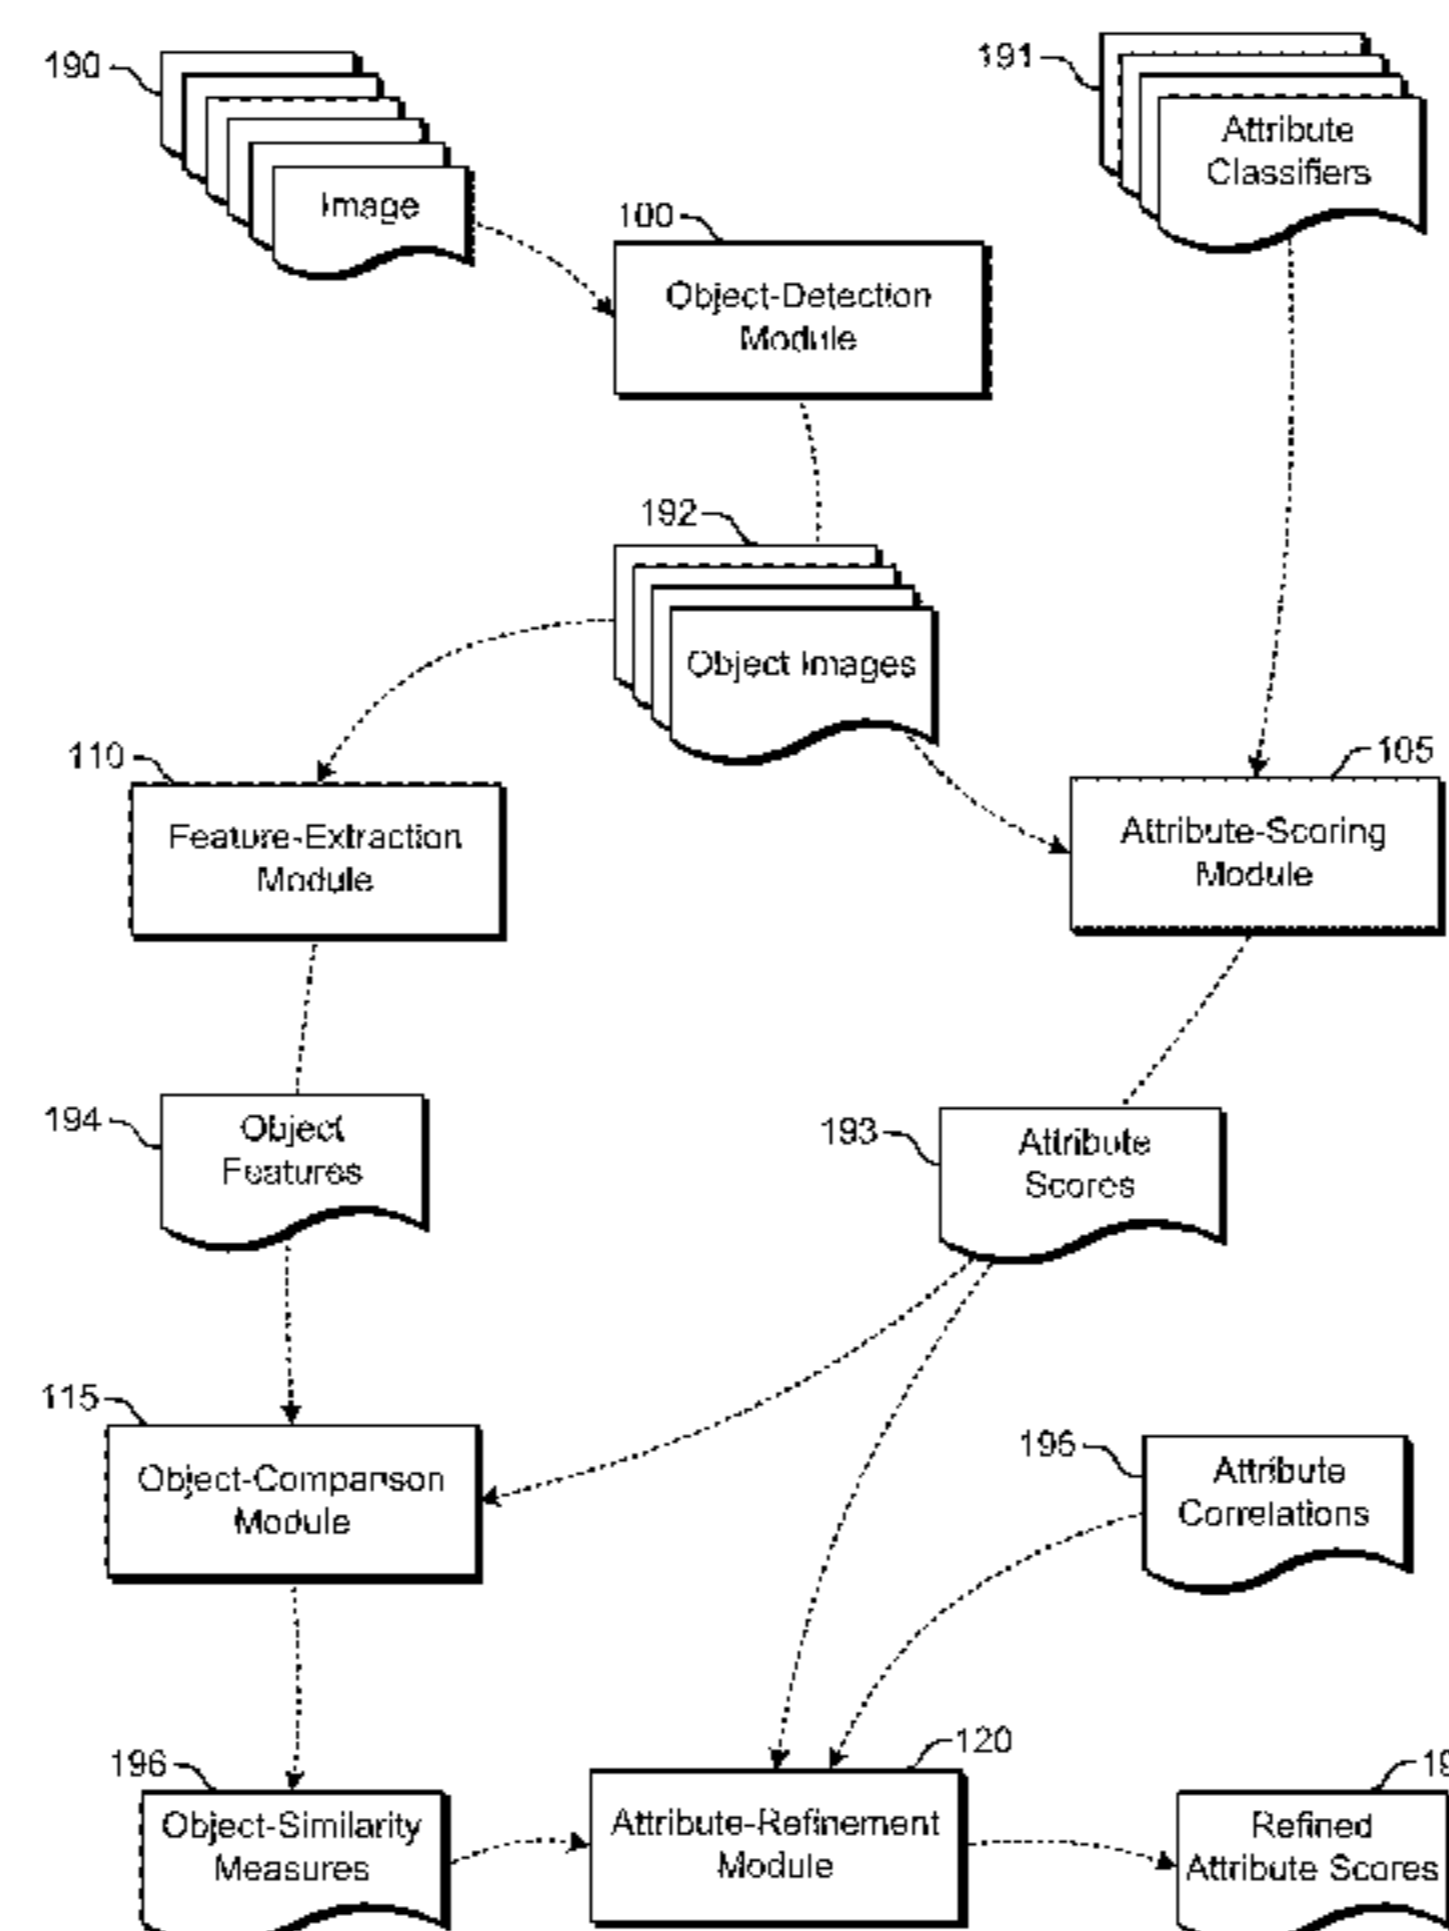 190
191
Image
Attribute
Classifiers
100
Object-Detection
Module
192
Object Images
110
Feature-Extraction
Module
105
Attribute-Scoring
Module
194
Object
Features
193
Attribute
Scores
115
Object-Comparison
Module
195
Attribute
Correlations
196
Object-Similarity
Measures
120
Attribute-Refinement
Module
Refined
Attribute Scores